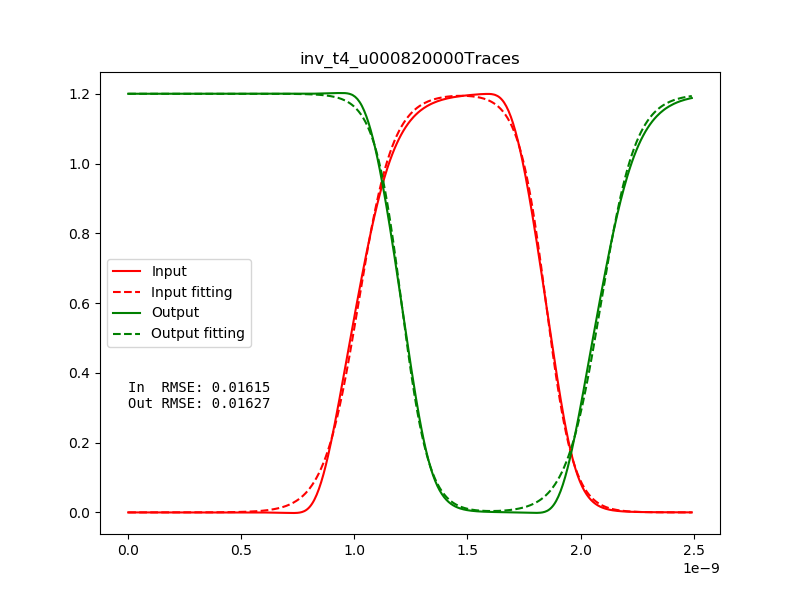 inv_t4_u000820000Traces
1.2
1.0
0.8
0.6
0.4
0.2
0.0
Input
Input fitting
Output
Output fitting
In  RMSE: 0.01615
Out RMSE: 0.01627
0.0 0.5 1.0 1.5 2.0 2.5
1e−9